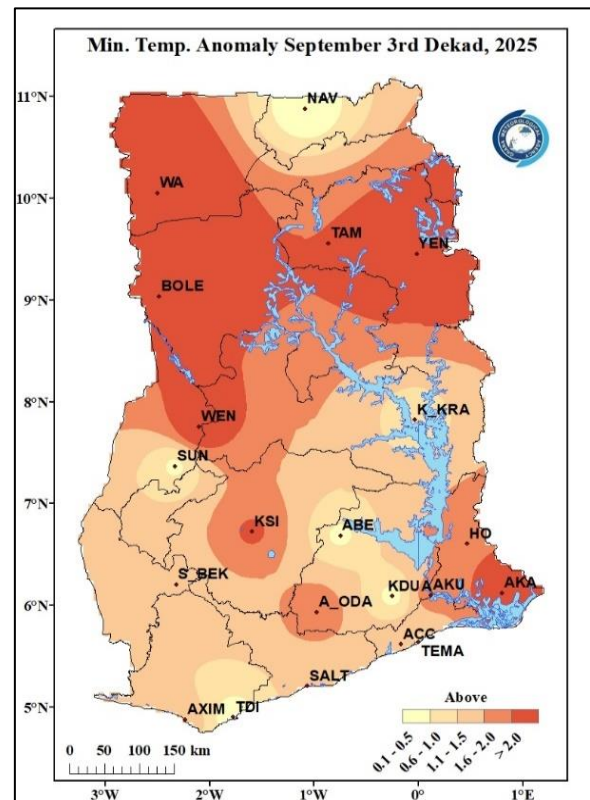 Min. Temp. Anomaly September 3rd Dekad, 2025
11°N
NAV
10°N
WA
TAM
YEN
9°N
BOLE
8°N
WEN
K_KRA
SUN
7°N
KSI
ABE
HO
6°N
S_BEK
A_ODA
KDUA
AKU
AKA
ACC
TEMA
5°N
SALT
AXIM
TDI
Above
0.1 - 0.5
0.6 - 1.0
1.1 - 1.5
1.6 - 2.0
> 2.0
0 50 100 150 km
3°W 2°W 1°W 0° 1°E